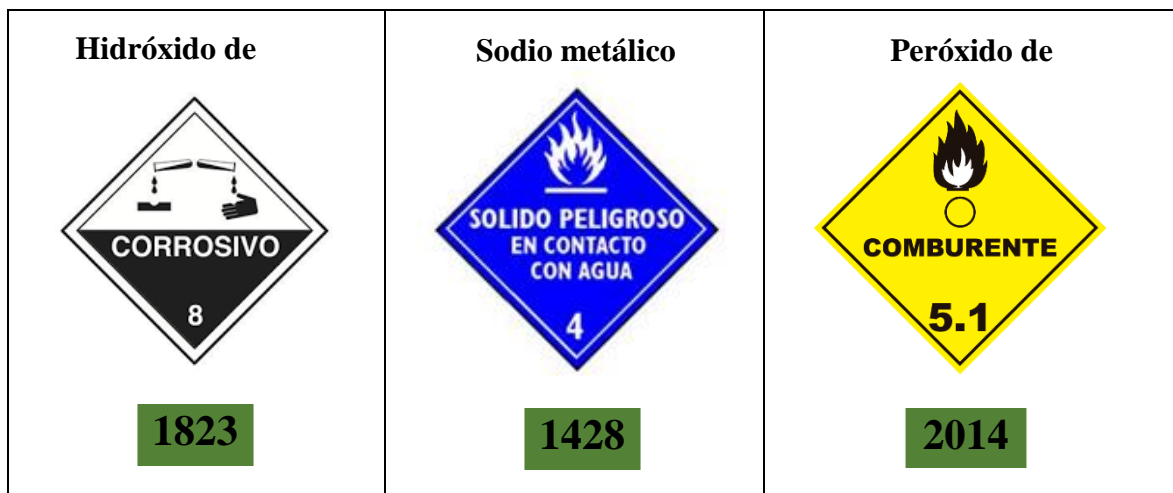 Hidróxido de
CORROSIVO
8
1823
Sodio metálico
SOLIDO PELIGROSO
EN CONTACTO
CON AGUA
4
1428
Peróxido de
COMBURENTE
5.1
2014